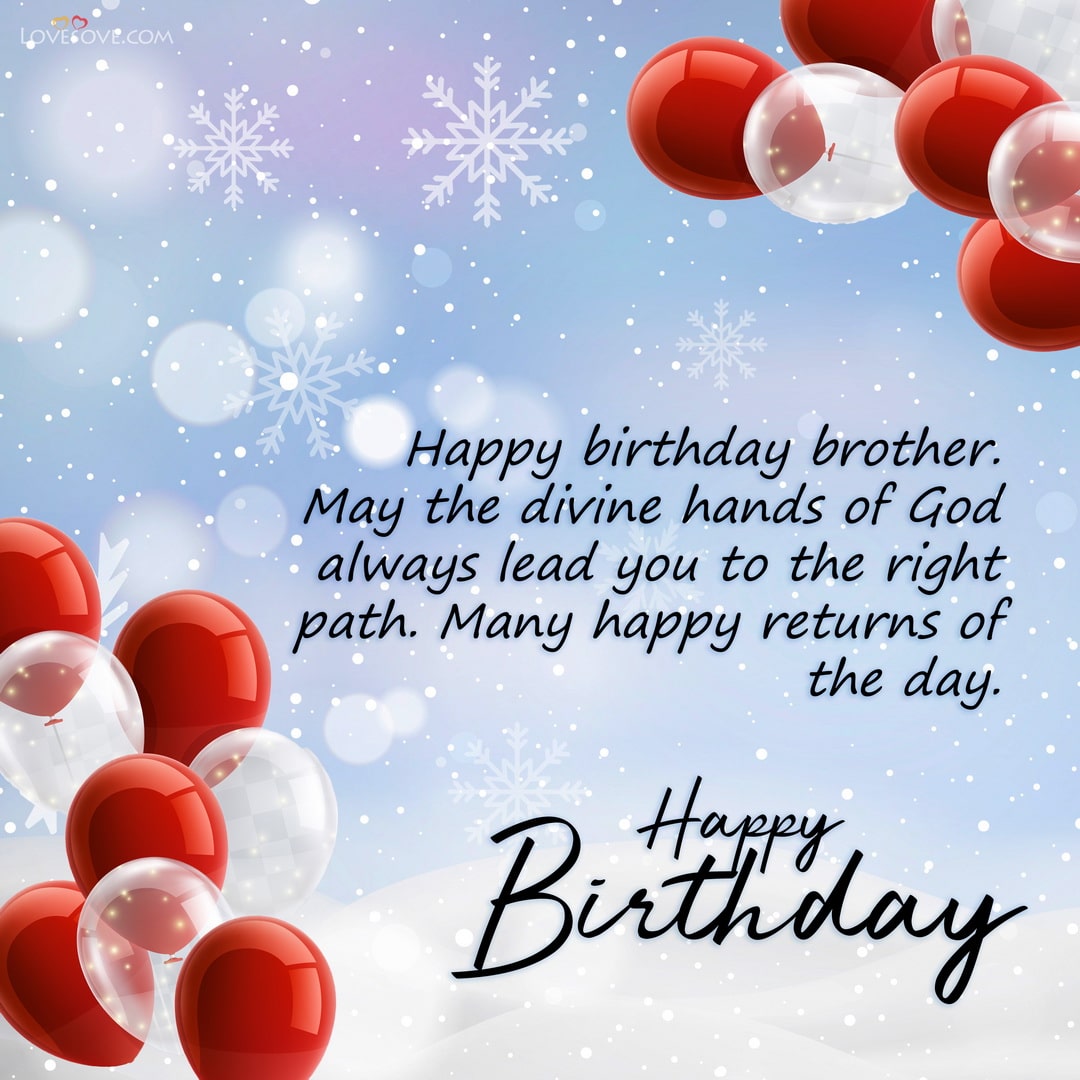 LOVESOVE.COM
Happy birthday brother.
May the divine hands of God
always lead you to the right
path. Many happy returns of
the day.
Happy
Birthday